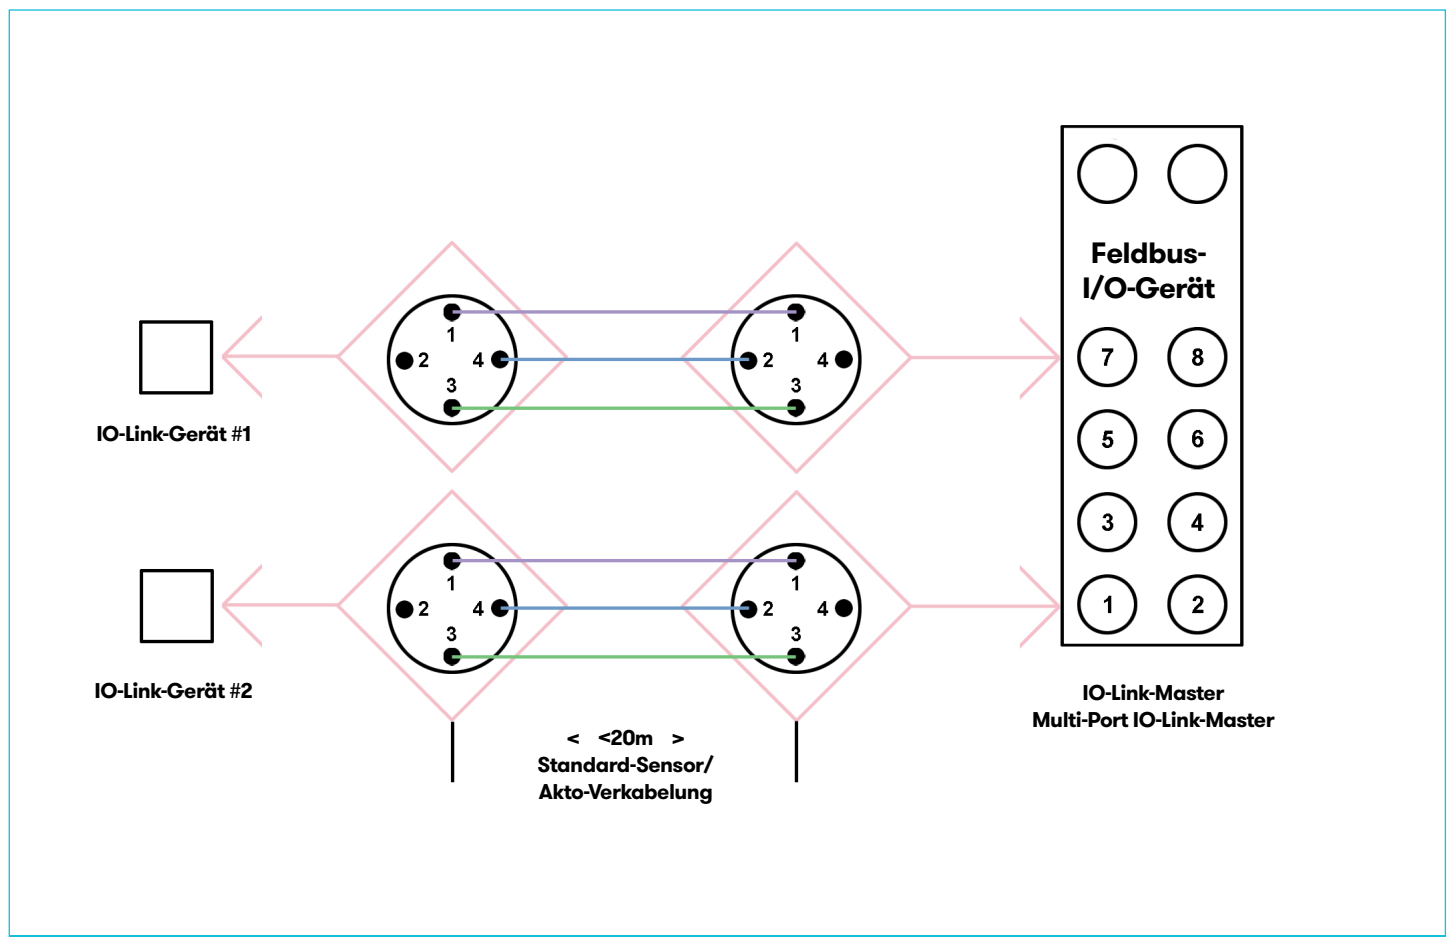 Feldbus-
I/O-Gerät
1
1
2
4
2
4
3
3
7
8
IO-Link-Gerät #1
5
6
3
4
1
1
2
4
2
4
3
3
1
2
IO-Link-Gerät #2
IO-Link-Master
Multi-Port IO-Link-Master
< <20m >
Standard-Sensor/
Akto-Verkabelung